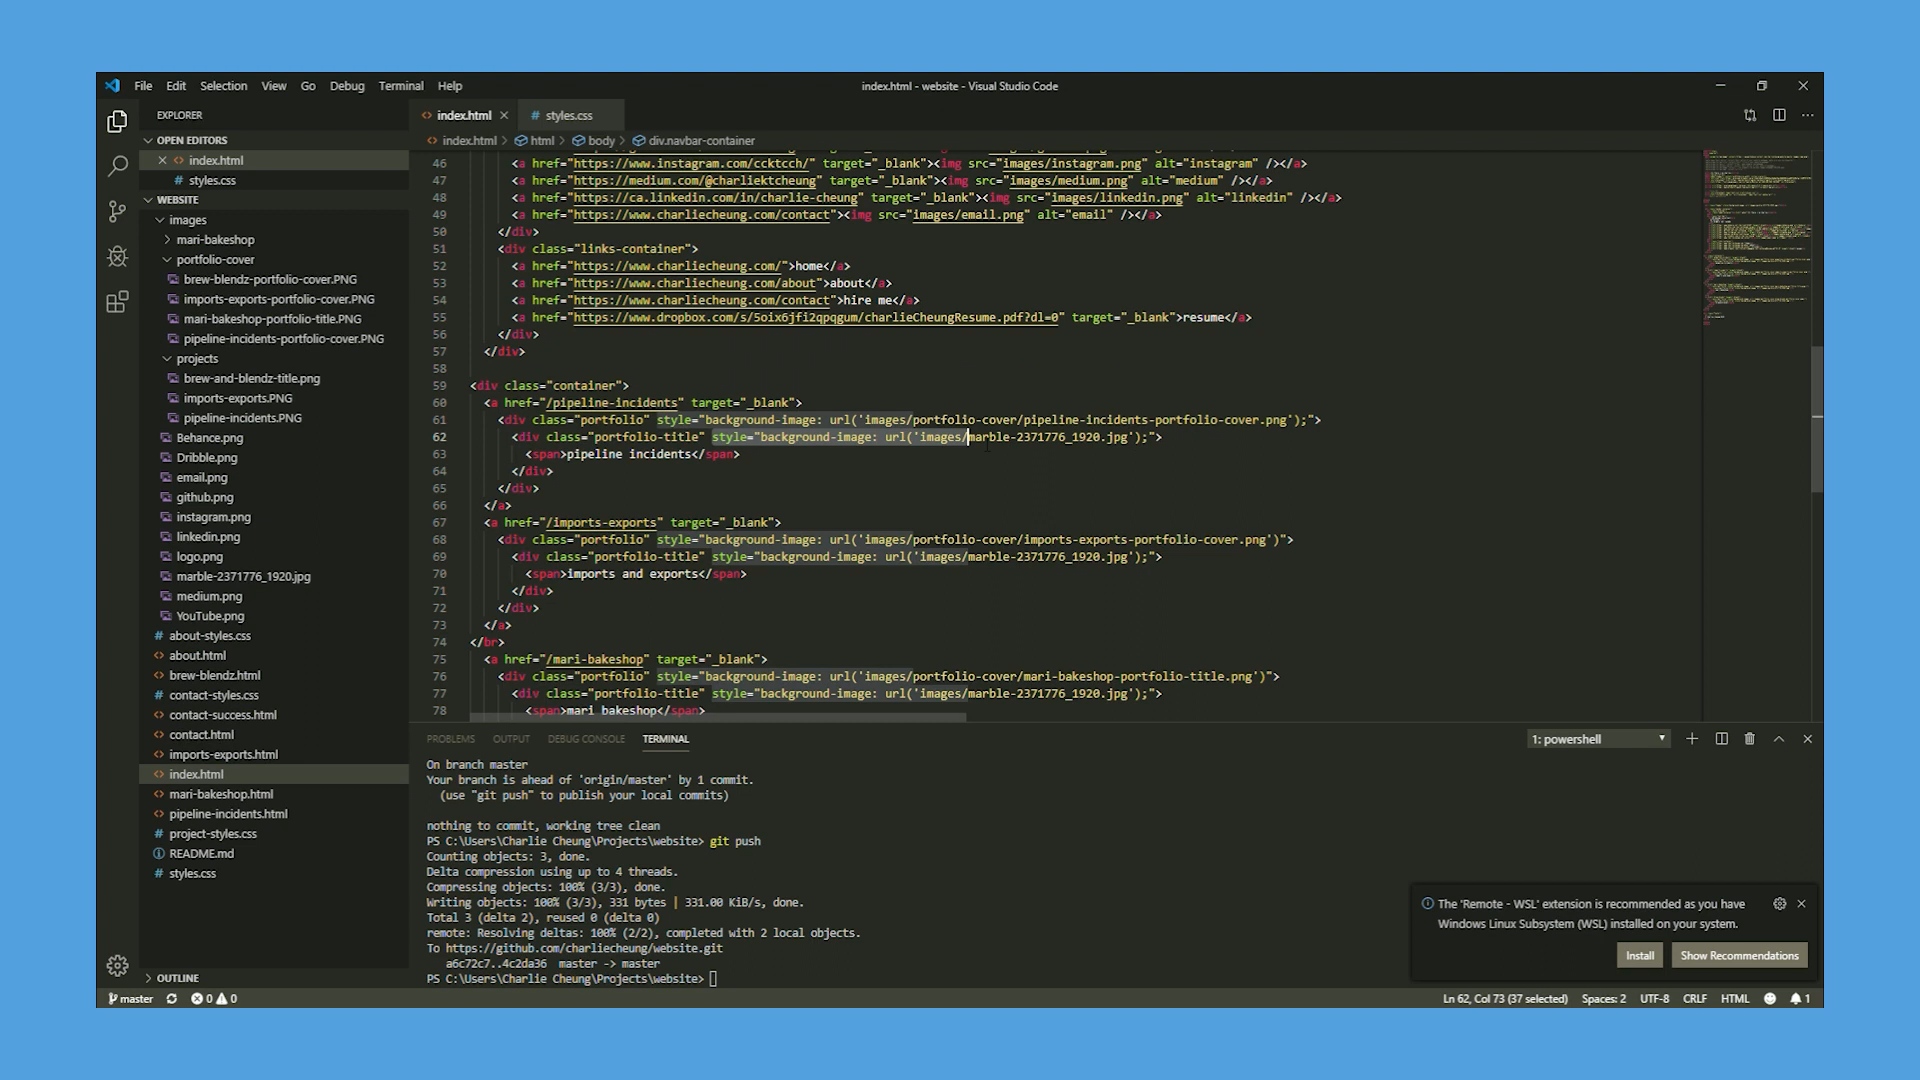 File Edit Selection View Go Debug Terminal Help
index.html - website - Visual Studio Code
EXPLORER
OPEN EDITORS
index.html
styles.css
WEBSITE
images
mari-bakeshop
portfolio-cover
brew-blendz-portfolio-cover.PNG
imports-exports-portfolio-cover.PNG
mari-bakeshop-portfolio-title.PNG
pipeline-incidents-portfolio-cover.PNG
projects
brew-and-blendz-title.png
imports-exports.PNG
pipeline-incidents.PNG
Behance.png
Dribble.png
email.png
github.png
instagram.png
linkedin.png
logo.png
marble-2371776_1920.jpg
medium.png
YouTube.png
about-styles.css
about.html
brew-blendz.html
contact-styles.css
contact-success.html
contact.html
imports-exports.html
index.html
mari-bakeshop.html
pipeline-incidents.html
project-styles.css
README.md
styles.css
OUTLINE
index.html styles.css
index.html > html > body > div.navbar-container
46 <a href="https://www.instagram.com/ccktcch/" target="_blank"><img src="images/instagram.png" alt="instagram" /></a>
47 <a href="https://medium.com/@charliektcheung" target="_blank"><img src="images/medium.png" alt="medium" /></a>
48 <a href="https://ca.linkedin.com/in/charlie-cheung" target="_blank"><img src="images/linkedin.png" alt="linkedin" /></a>
49 <a href="https://www.charliecheung.com/contact"><img src="images/email.png" alt="email" /></a>
50 </div>
51 <div class="links-container">
52 <a href="https://www.charliecheung.com/">home</a>
53 <a href="https://www.charliecheung.com/about">about</a>
54 <a href="https://www.charliecheung.com/contact">hire me</a>
55 <a href="https://www.dropbox.com/s/5oix6jfi2qpqgum/charlieCheungResume.pdf?dl=0" target="_blank">resume</a>
56 </div>
57 </div>
58
59 <div class="container">
60 <a href="/pipeline-incidents" target="_blank">
61 <div class="portfolio" style="background-image: url('images/portfolio-cover/pipeline-incidents-portfolio-cover.png');">
62 <div class="portfolio-title" style="background-image: url('images/marble-2371776_1920.jpg');">
63 <span>pipeline incidents</span>
64 </div>
65 </div>
66 </a>
67 <a href="/imports-exports" target="_blank">
68 <div class="portfolio" style="background-image: url('images/portfolio-cover/imports-exports-portfolio-cover.png')">
69 <div class="portfolio-title" style="background-image: url('images/marble-2371776_1920.jpg');">
70 <span>imports and exports</span>
71 </div>
72 </div>
73 </a>
74 </br>
75 <a href="/mari-bakeshop" target="_blank">
76 <div class="portfolio" style="background-image: url('images/portfolio-cover/mari-bakeshop-portfolio-title.png')">
77 <div class="portfolio-title" style="background-image: url('images/marble-2371776_1920.jpg');">
78 <span>mari bakeshop</span>
PROBLEMS OUTPUT DEBUG CONSOLE TERMINAL
1: powershell
On branch master
Your branch is ahead of 'origin/master' by 1 commit.
(use "git push" to publish your local commits)
nothing to commit, working tree clean
PS C:\Users\Charlie Cheung\Projects\website> git push
Counting objects: 3, done.
Delta compression using up to 4 threads.
Compressing objects: 100% (3/3), done.
Writing objects: 100% (3/3), 331 bytes | 331.00 KiB/s, done.
Total 3 (delta 2), reused 0 (delta 0)
remote: Resolving deltas: 100% (2/2), completed with 2 local objects.
To https://github.com/charliecheung/website.git
a6c72c7..4c2da36 master -> master
PS C:\Users\Charlie Cheung\Projects\website>
The 'Remote - WSL' extension is recommended as you have
Windows Linux Subsystem (WSL) installed on your system.
Install Show Recommendations
master 0 0
Ln 62, Col 73 (37 selected) Spaces: 2 UTF-8 CRLF HTML 1